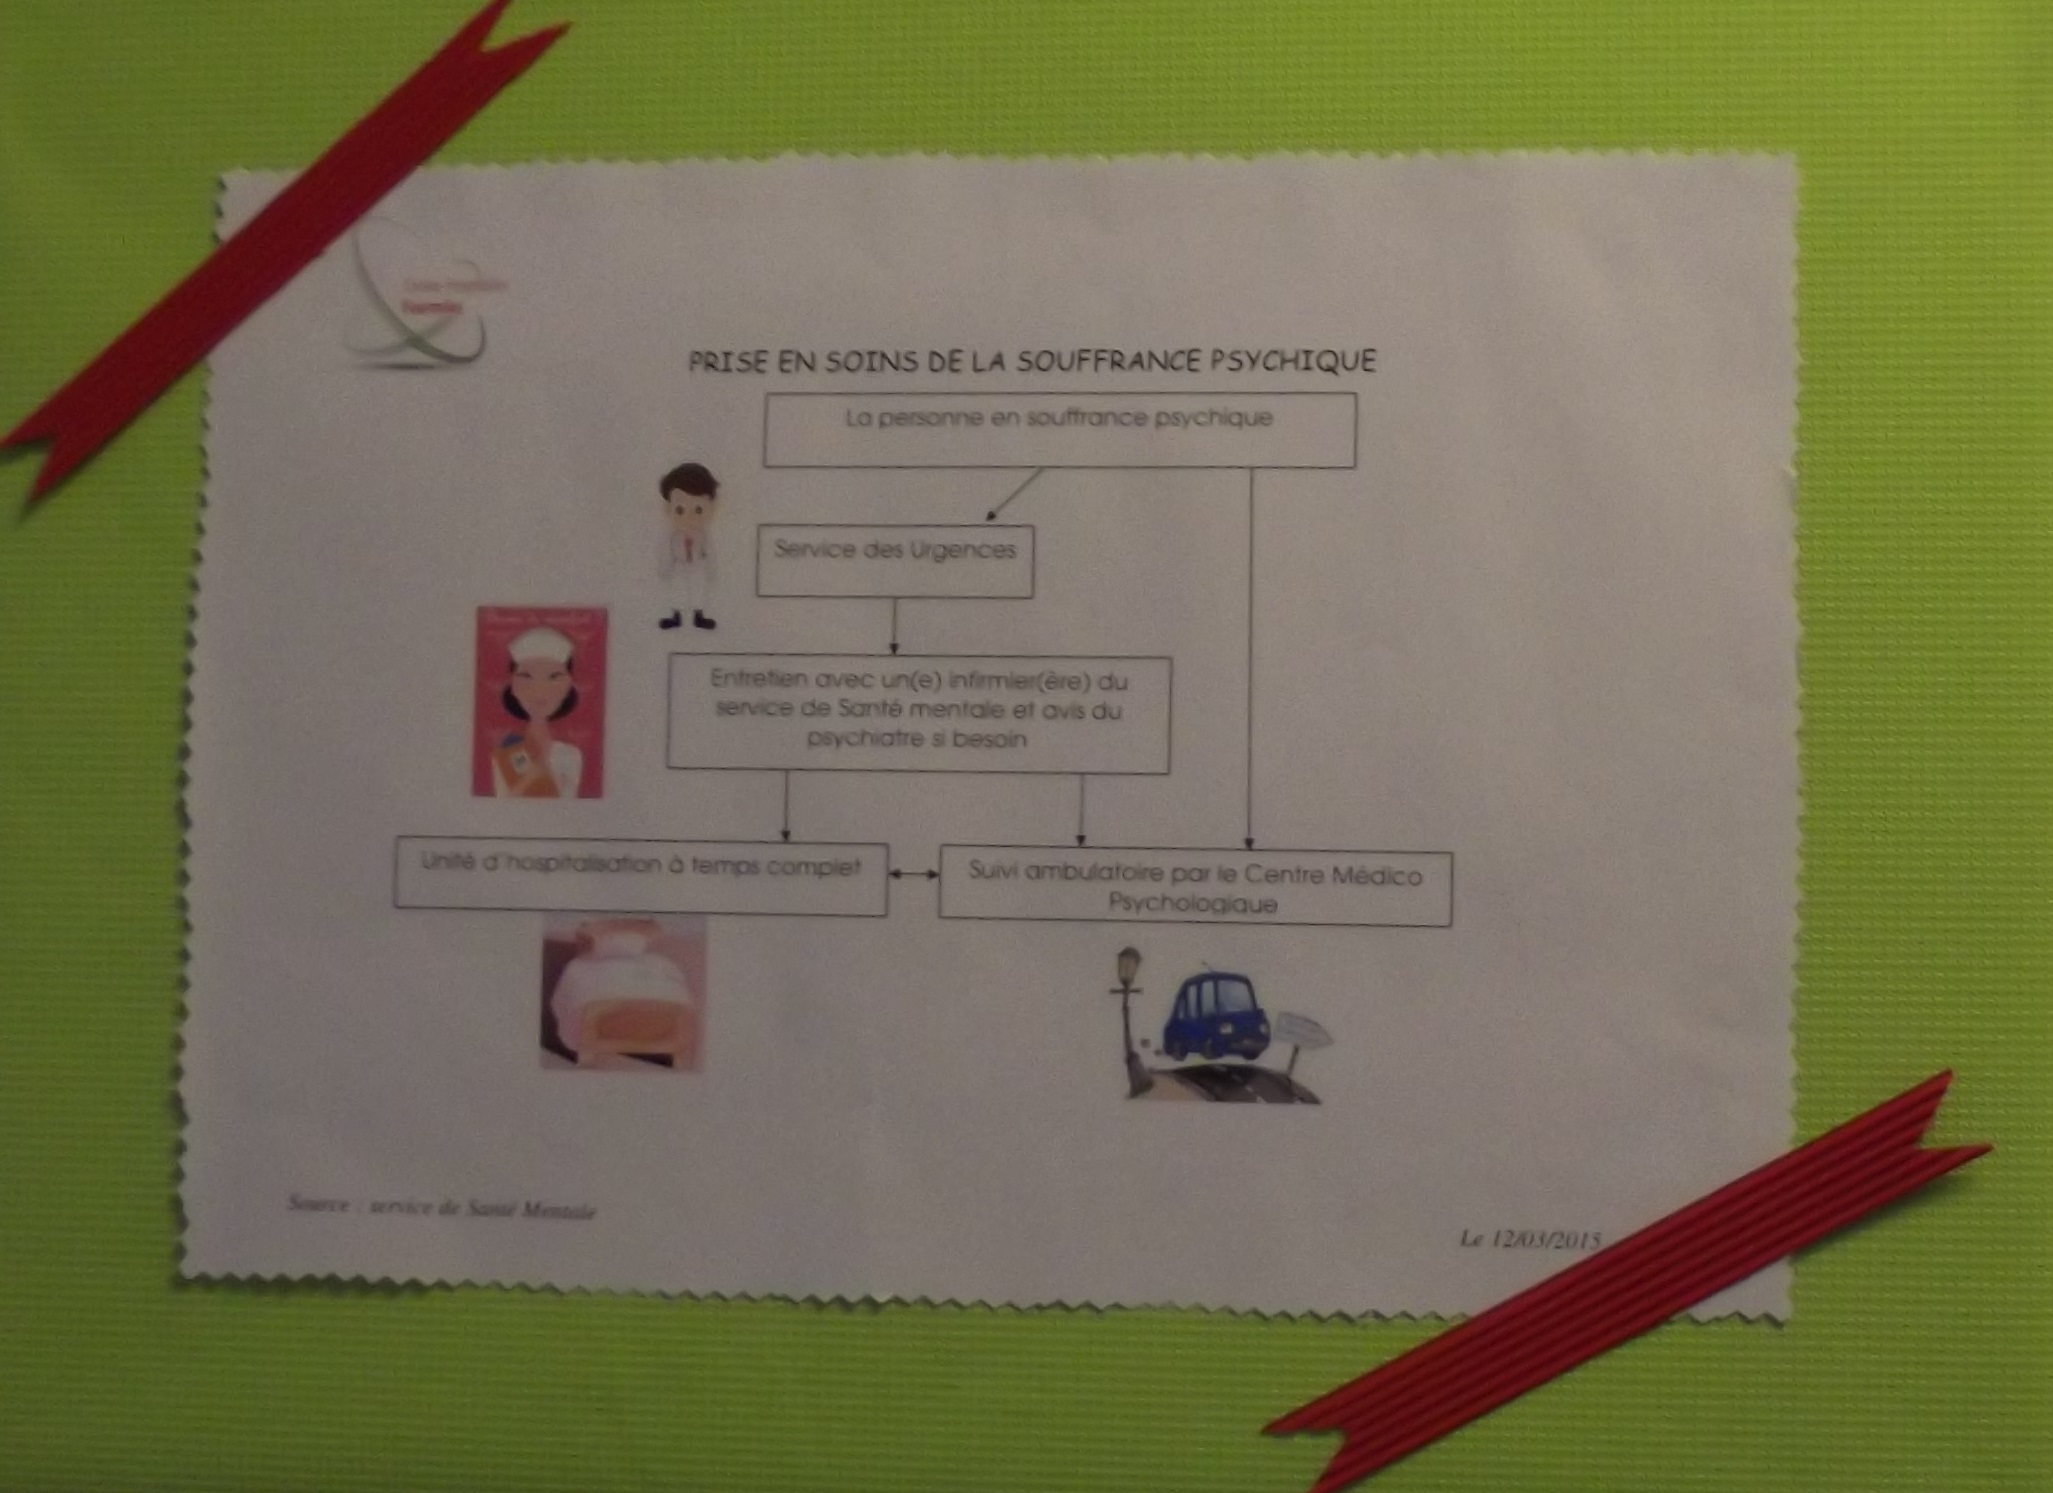 PRISE EN SOINS DE LA SOUFFRANCE PSYCHIQUE
La personne en souffrance psychique
Service des Urgences
Entretien avec un(e) infirmier(ère) du
service de Santé mentale et avis du
psychiatre si besoin
Unité d'hospitalisation à temps complet
Suivi ambulatoire par le Centre Médico
Psychologique
Source : service de Santé Mentale
Le 12/03/2015